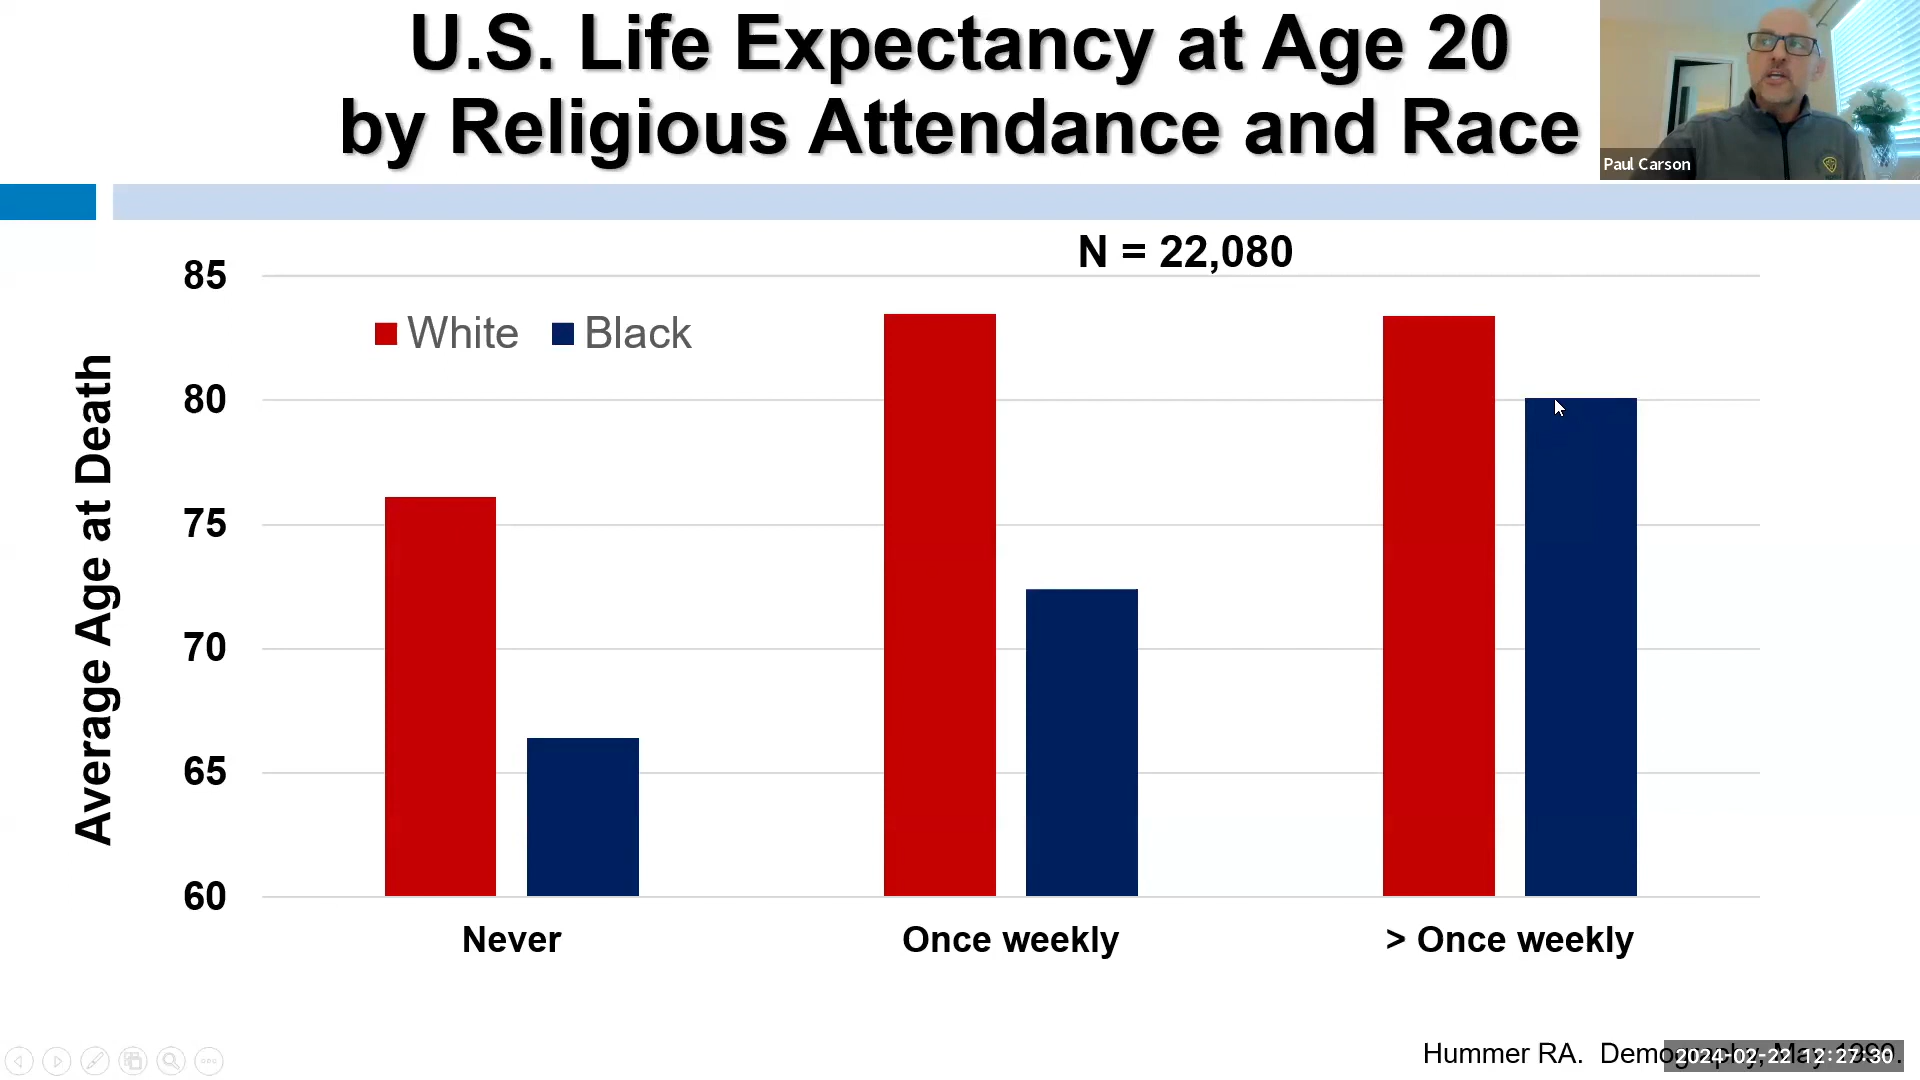 U.S. Life Expectancy at Age 20
by Religious Attendance and Race
Paul Carson
N = 22,080
85
White
Black
80
75
70
65
60
Average Age at Death
Never
Once weekly
> Once weekly
Hummer RA. Demography, May
2024-02-22 12:27:30